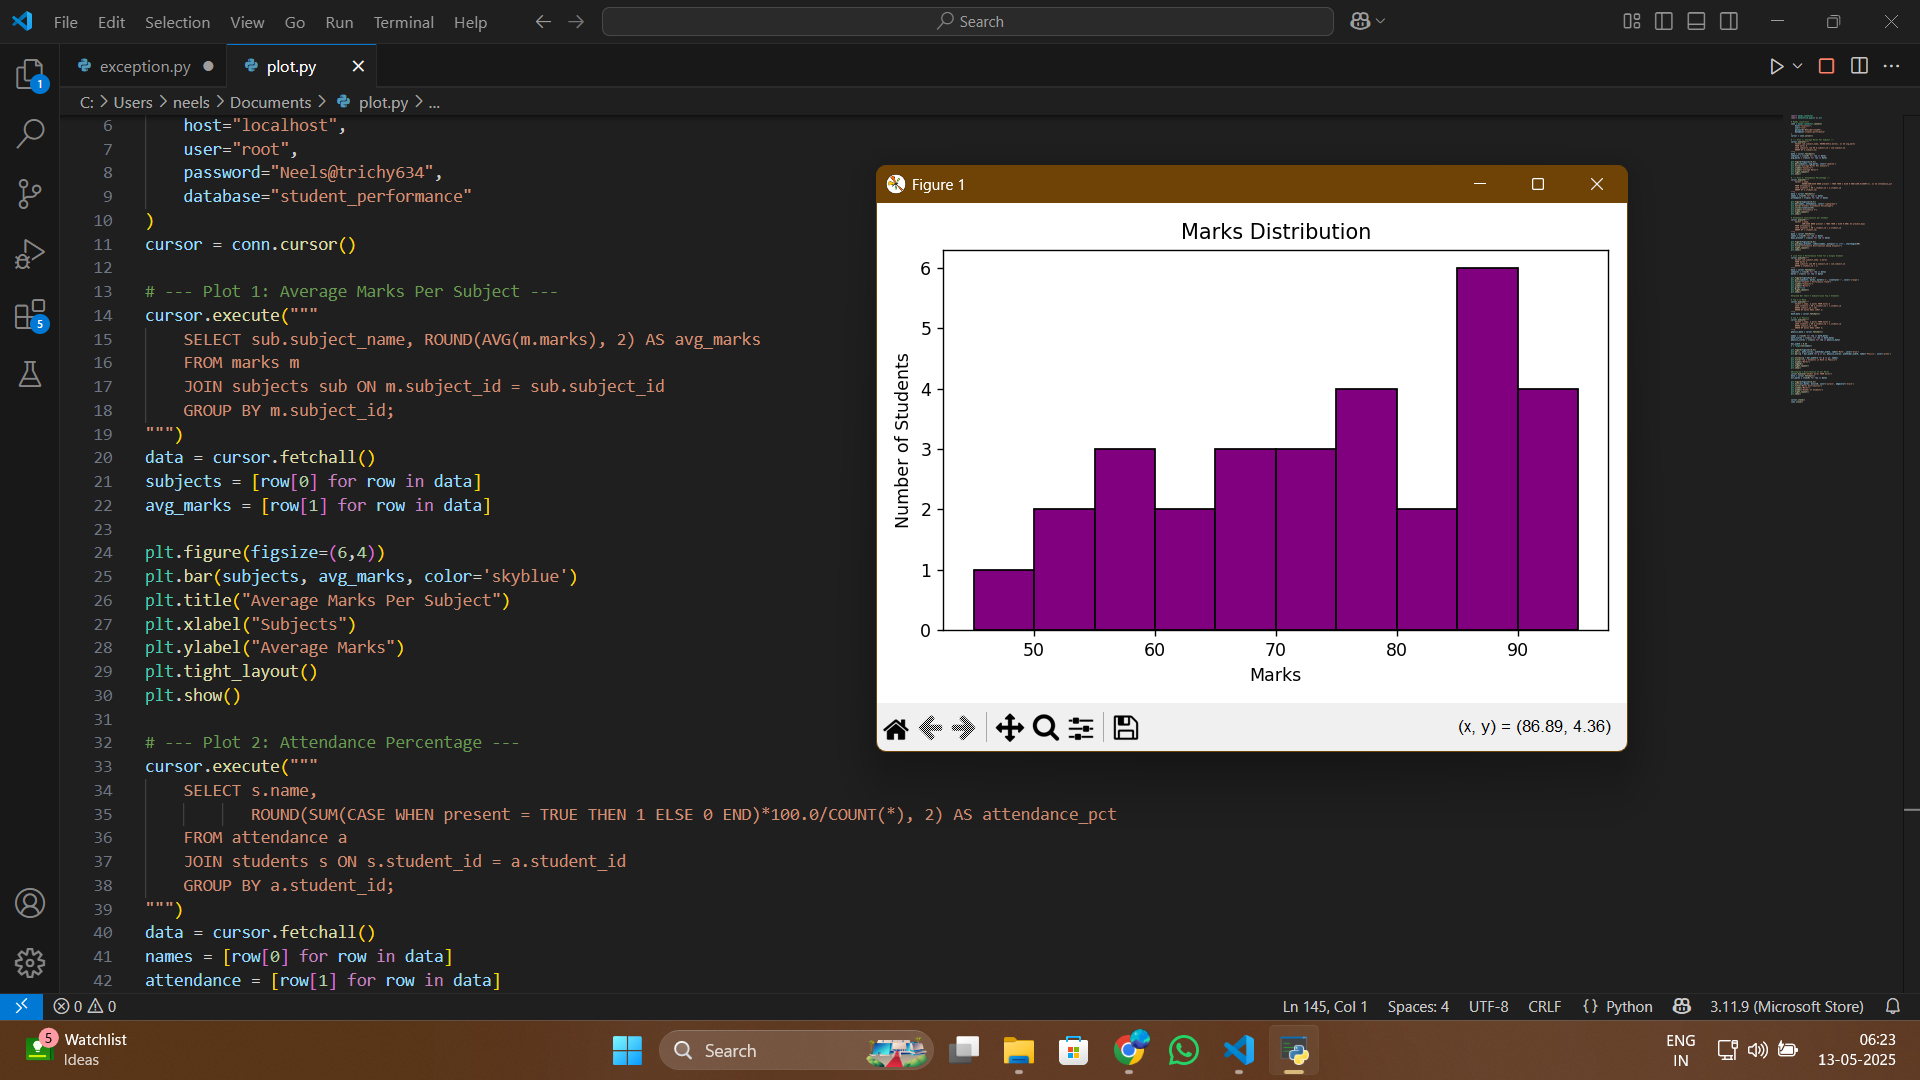 File Edit Selection View Go Run Terminal Help
Search
exception.py
plot.py
C: > Users > neels > Documents > plot.py > ...
6 host="localhost",
7 user="root",
8 password="Neels@trichy634",
9 database="student_performance"
10 )
11 cursor = conn.cursor()
12
13 # --- Plot 1: Average Marks Per Subject ---
14 cursor.execute("""
15 SELECT sub.subject_name, ROUND(AVG(m.marks), 2) AS avg_marks
16 FROM marks m
17 JOIN subjects sub ON m.subject_id = sub.subject_id
18 GROUP BY m.subject_id;
19 """)
20 data = cursor.fetchall()
21 subjects = [row[0] for row in data]
22 avg_marks = [row[1] for row in data]
23
24 plt.figure(figsize=(6,4))
25 plt.bar(subjects, avg_marks, color='skyblue')
26 plt.title("Average Marks Per Subject")
27 plt.xlabel("Subjects")
28 plt.ylabel("Average Marks")
29 plt.tight_layout()
30 plt.show()
31
32 # --- Plot 2: Attendance Percentage ---
33 cursor.execute("""
34 SELECT s.name,
35 ROUND(SUM(CASE WHEN present = TRUE THEN 1 ELSE 0 END)*100.0/COUNT(*), 2) AS attendance_pct
36 FROM attendance a
37 JOIN students s ON s.student_id = a.student_id
38 GROUP BY a.student_id;
39 """)
40 data = cursor.fetchall()
41 names = [row[0] for row in data]
42 attendance = [row[1] for row in data]
1
5
Figure 1
Marks Distribution
Number of Students
6
5
4
3
2
1
0
50 60 70 80 90
Marks
(x, y) = (86.89, 4.36)
0 0
Ln 145, Col 1 Spaces: 4 UTF-8 CRLF {} Python 3.11.9 (Microsoft Store)
5
Watchlist
Ideas
Search
ENG
IN
06:23
13-05-2025